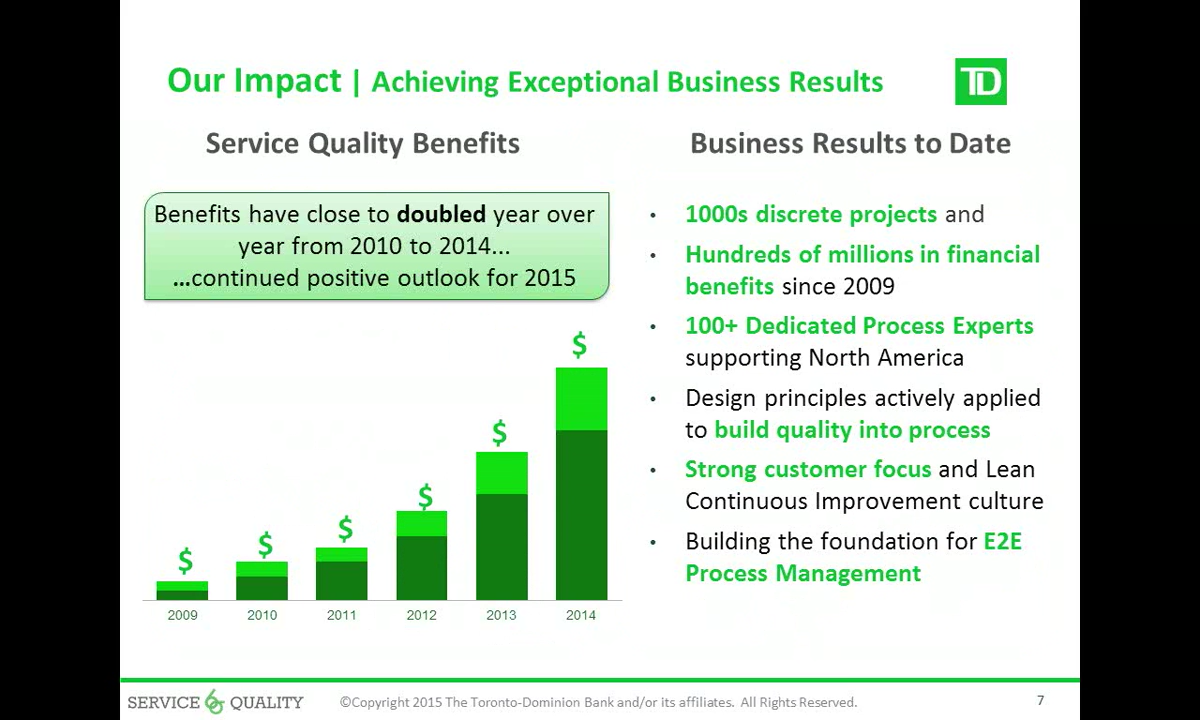 Our Impact | Achieving Exceptional Business Results
TD
Service Quality Benefits
Benefits have close to doubled year over
year from 2010 to 2014...
...continued positive outlook for 2015
$
$
$
$
$
$
2009
2010
2011
2012
2013
2014
Business Results to Date
• 1000s discrete projects and
• Hundreds of millions in financial
benefits since 2009
• 100+ Dedicated Process Experts
supporting North America
• Design principles actively applied
to build quality into process
• Strong customer focus and Lean
Continuous Improvement culture
• Building the foundation for E2E
Process Management
SERVICE QUALITY
©Copyright 2015 The Toronto-Dominion Bank and/or its affiliates. All Rights Reserved.
7